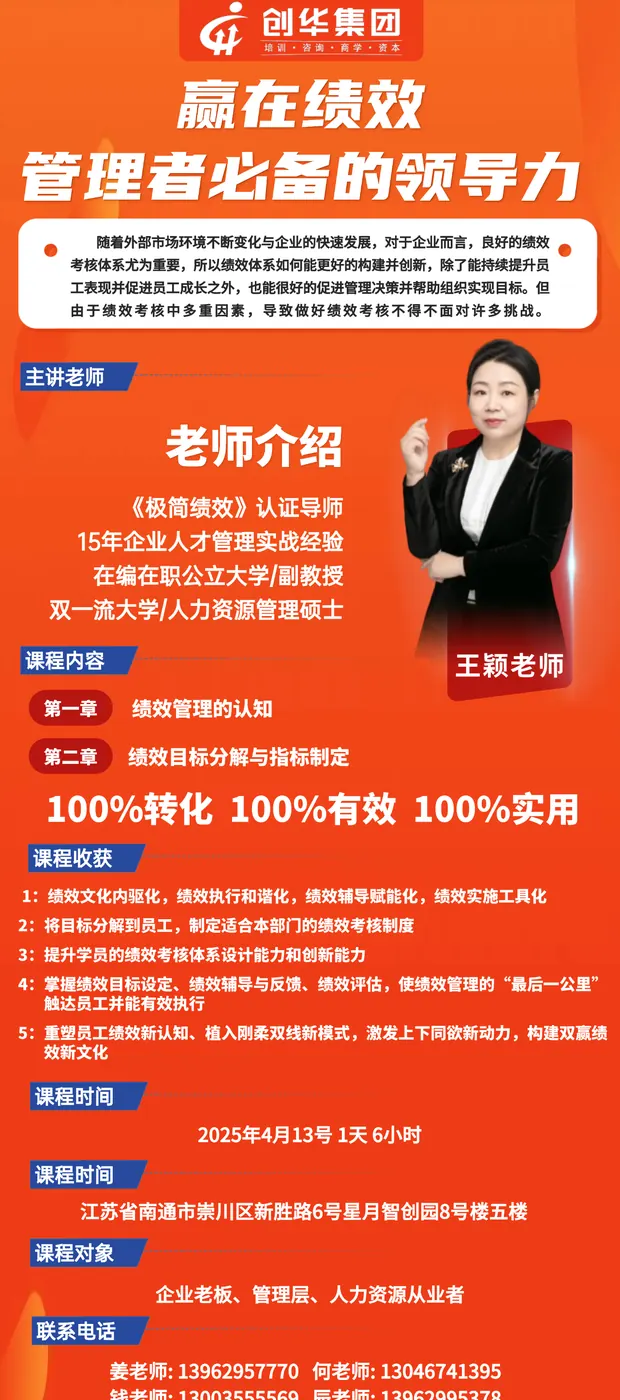 创华集团
培训·咨询·商学·资本
赢在绩效
管理者必备的领导力
随着外部市场环境不断变化与企业的快速发展，对于企业而言，良好的绩效
考核体系尤为重要，所以绩效体系如何能更好的构建并创新，除了能持续提升员
工表现并促进员工成长之外，也能很好的促进管理决策并帮助组织实现目标。但
由于绩效考核中多重因素，导致做好绩效考核不得不面对许多挑战。
主讲老师
老师介绍
《极简绩效》认证导师
15年企业人才管理实战经验
在编在职公立大学/副教授
双一流大学/人力资源管理硕士
王颖老师
课程内容
第一章 绩效管理的认知
第二章 绩效目标分解与指标制定
100%转化 100%有效 100%实用
课程收获
1：绩效文化内驱化，绩效执行和谐化，绩效辅导赋能化，绩效实施工具化
2：将目标分解到员工，制定适合本部门的绩效考核制度
3：提升学员的绩效考核体系设计能力和创新能力
4：掌握绩效目标设定、绩效辅导与反馈、绩效评估，使绩效管理的“最后一公里”
触达员工并能有效执行
5：重塑员工绩效新认知、植入刚柔双线新模式，激发上下同欲新动力，构建双赢绩
效新文化
课程时间
2025年4月13号 1天 6小时
课程时间
江苏省南通市崇川区新胜路6号星月智创园8号楼五楼
课程对象
企业老板、管理层、人力资源从业者
联系电话
姜老师: 13962957770 何老师: 13046741395
钱老师: 13003555569 辰老师: 13962995378